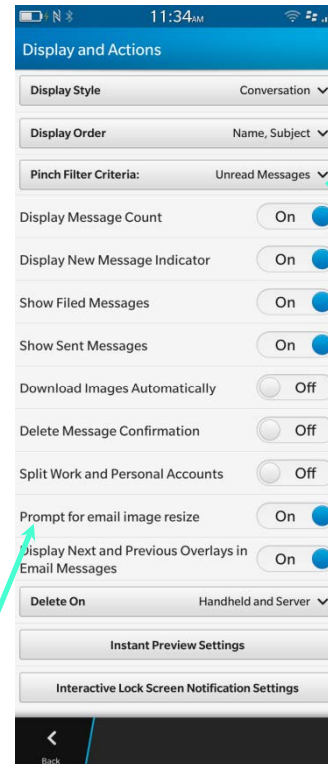 11:34AM
Display and Actions
Display Style Conversation
Display Order Name, Subject
Pinch Filter Criteria: Unread Messages
Display Message Count On
Display New Message Indicator On
Show Filed Messages On
Show Sent Messages On
Download Images Automatically Off
Delete Message Confirmation Off
Split Work and Personal Accounts Off
Prompt for email image resize On
Display Next and Previous Overlays in
Email Messages On
Delete On Handheld and Server
Instant Preview Settings
Interactive Lock Screen Notification Settings
Back